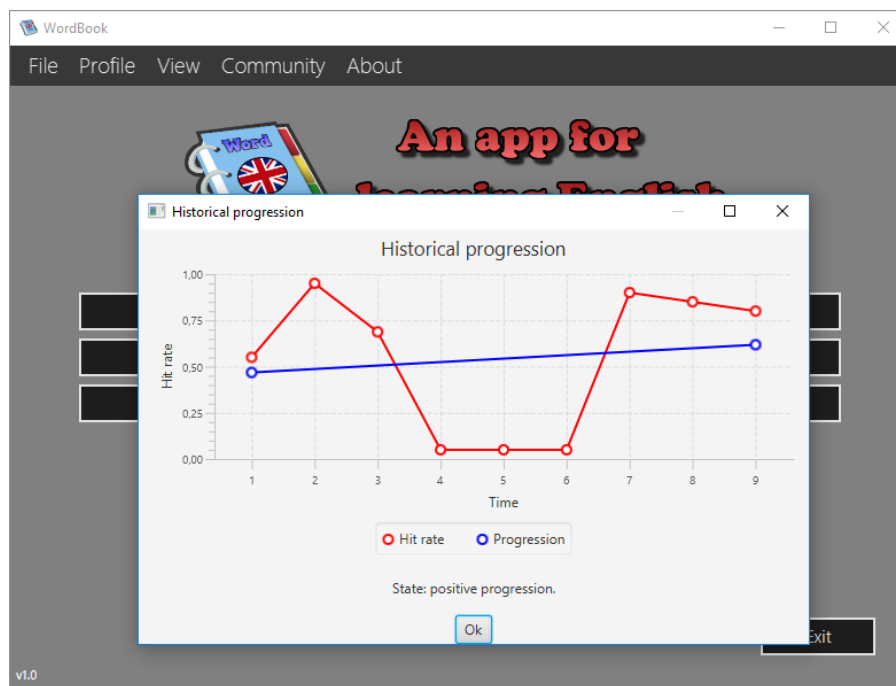 WordBook
File Profile View Community About
Word
An app for
learning English
Historical progression
Historical progression
1,00
0,75
0,50
0,25
0,00
Hit rate
1 2 3 4 5 6 7 8 9
Time
Hit rate Progression
State: positive progression.
Ok
Exit
v1.0